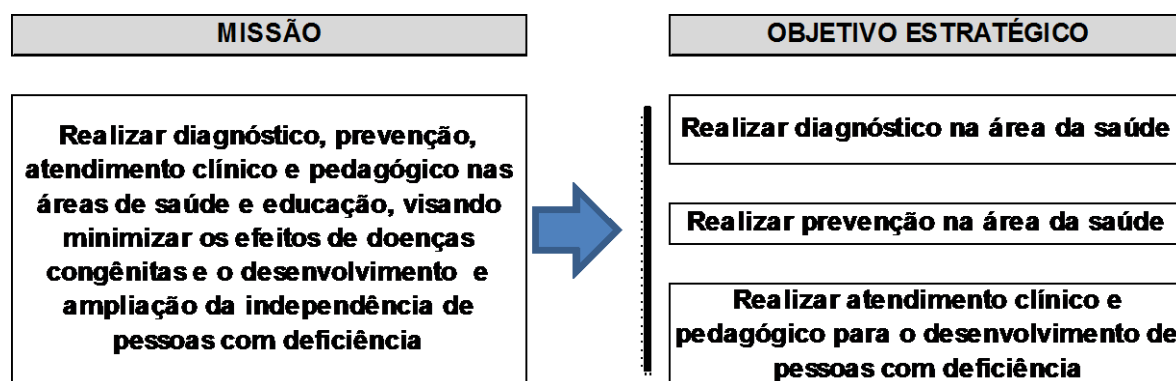 MISSÃO
Realizar diagnóstico, prevenção,
atendimento clínico e pedagógico nas
áreas de saúde e educação, visando
minimizar os efeitos de doenças
congênitas e o desenvolvimento e
ampliação da independência de
pessoas com deficiência
OBJETIVO ESTRATÉGICO
Realizar diagnóstico na área da saúde
Realizar prevenção na área da saúde
Realizar atendimento clínico e
pedagógico para o desenvolvimento de
pessoas com deficiência